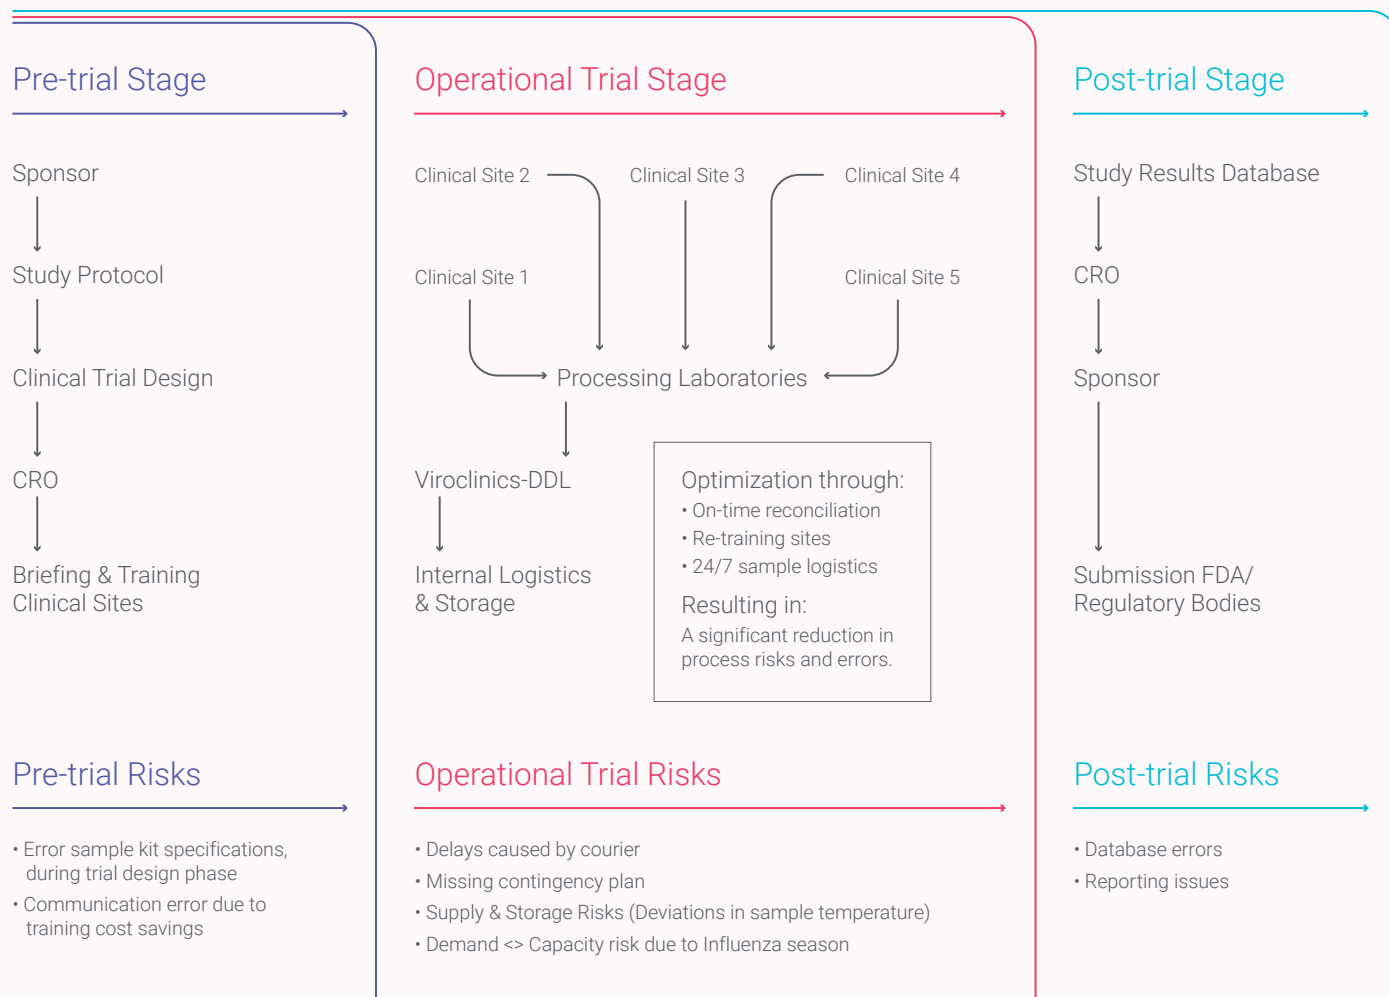 Pre-trial Stage
Sponsor
Study Protocol
Clinical Trial Design
CRO
Briefing & Training
Clinical Sites
Operational Trial Stage
Clinical Site 2
Clinical Site 3
Clinical Site 4
Clinical Site 1
Clinical Site 5
Processing Laboratories
Viroclinics-DDL
Internal Logistics
& Storage
Optimization through:
• On-time reconciliation
• Re-training sites
• 24/7 sample logistics
Resulting in:
A significant reduction in
process risks and errors.
Post-trial Stage
Study Results Database
CRO
Sponsor
Submission FDA/
Regulatory Bodies
Pre-trial Risks
• Error sample kit specifications,
during trial design phase
• Communication error due to
training cost savings
Operational Trial Risks
• Delays caused by courier
• Missing contingency plan
• Supply & Storage Risks (Deviations in sample temperature)
• Demand <> Capacity risk due to Influenza season
Post-trial Risks
• Database errors
• Reporting issues